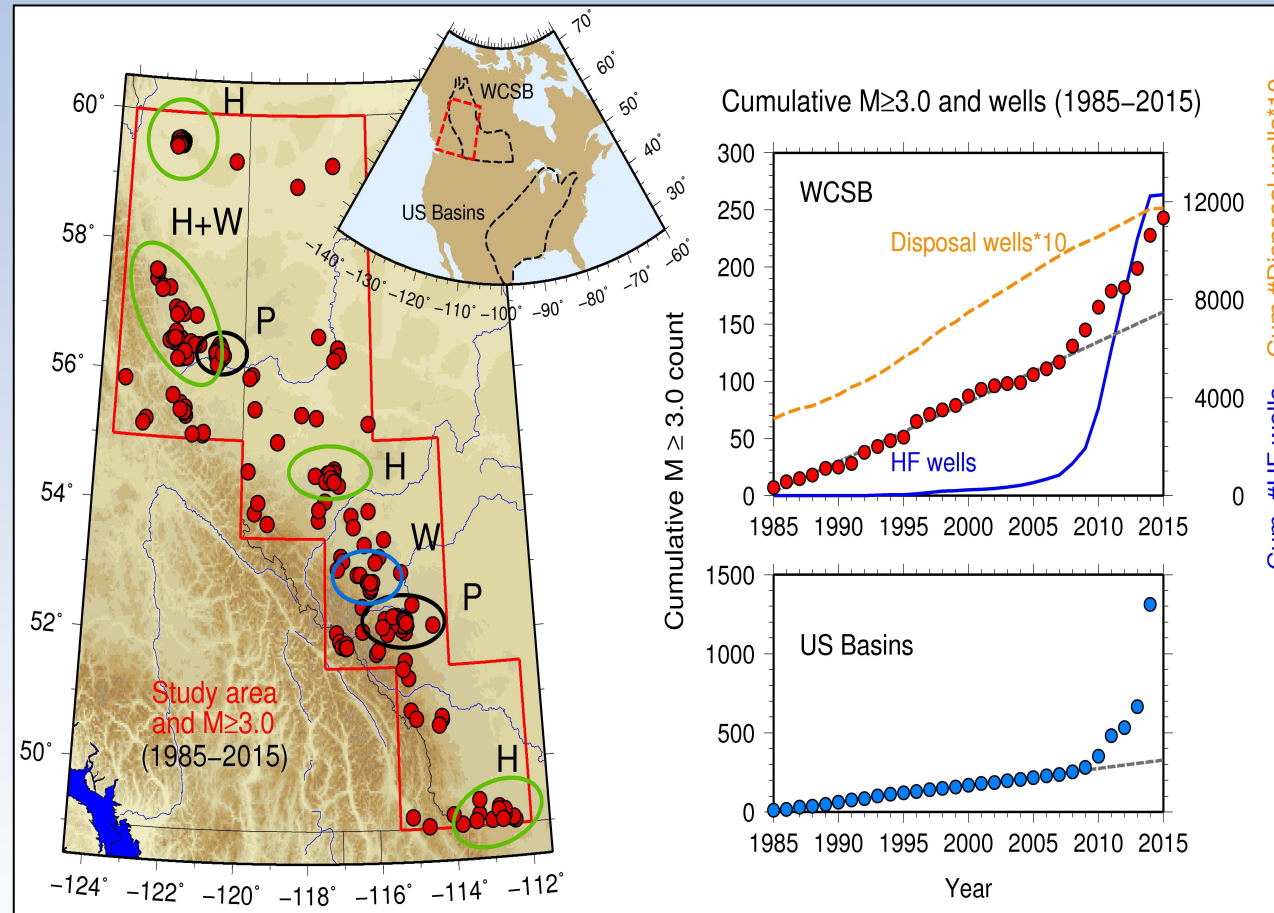 H
H+W
P
H
W
P
H
Study area
and M≥3.0
(1985−2015)
60°
58°
56°
54°
52°
50°
−124° −122° −120° −118° −116° −114° −112°
WCSB
US Basins
70°
60°
50°
40°
30°
−140° −130° −120° −110° −100° −90° −80° −70° −60°
Cumulative M≥3.0 and wells (1985−2015)
WCSB
Disposal wells*10
HF wells
300
250
200
150
100
50
0
12000
8000
4000
0
1985 1990 1995 2000 2005 2010 2015
Cumulative M ≥ 3.0 count
US Basins
1500
1000
500
0
1985 1990 1995 2000 2005 2010 2015
Year